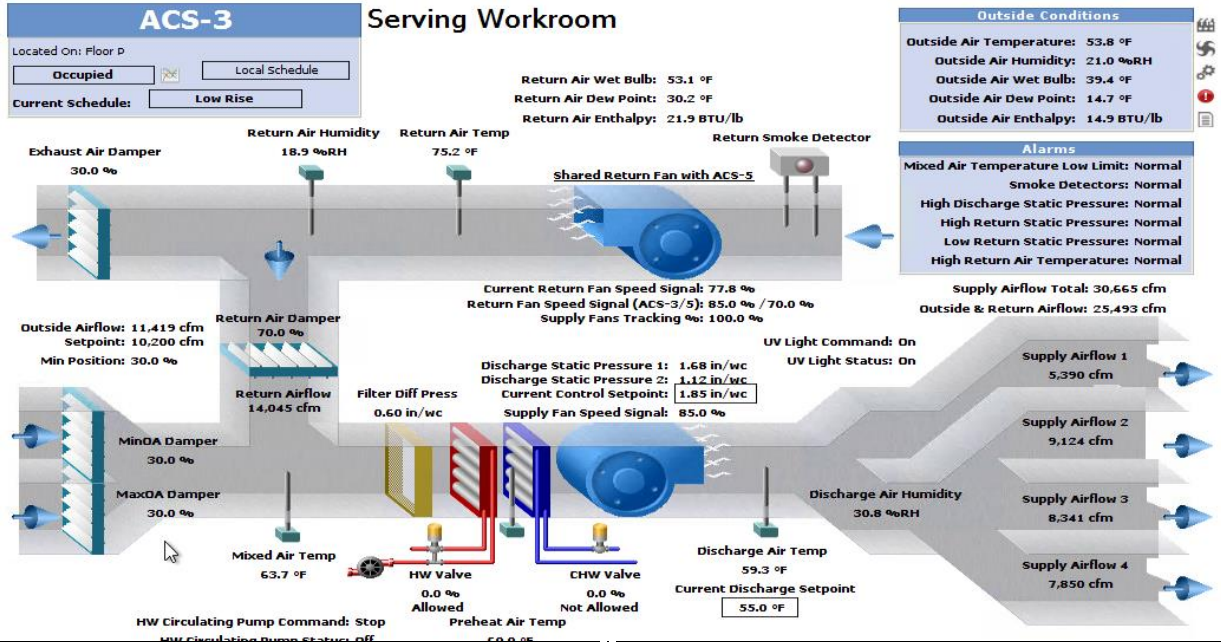 ACS-3
Serving Workroom
Located On: Floor P
Occupied
Local Schedule
Current Schedule:
Low Rise
Outside Conditions
Outside Air Temperature: 53.8 °F
Outside Air Humidity: 21.0 %RH
Outside Air Wet Bulb: 39.4 °F
Outside Air Dew Point: 14.7 °F
Outside Air Enthalpy: 14.9 BTU/lb
Return Air Wet Bulb: 53.1 °F
Return Air Dew Point: 30.2 °F
Return Air Enthalpy: 21.9 BTU/lb
Return Air Humidity
18.9 %RH
Return Air Temp
75.2 °F
Return Smoke Detector
Exhaust Air Damper
30.0 %
Shared Return Fan with ACS-5
Alarms
Mixed Air Temperature Low Limit: Normal
Smoke Detectors: Normal
High Discharge Static Pressure: Normal
High Return Static Pressure: Normal
Low Return Static Pressure: Normal
High Return Air Temperature: Normal
Current Return Fan Speed Signal: 77.8 %
Return Fan Speed Signal (ACS-3/5): 85.0 % /70.0 %
Supply Fans Tracking %: 100.0 %
Supply Airflow Total: 30,665 cfm
Outside & Return Airflow: 25,493 cfm
Outside Airflow: 11,419 cfm
Setpoint: 10,200 cfm
Min Position: 30.0 %
Return Air Damper
70.0 %
Return Airflow
14,045 cfm
UV Light Command: On
UV Light Status: On
Discharge Static Pressure 1: 1.68 in/wc
Discharge Static Pressure 2: 1.12 in/wc
Current Control Setpoint: 1.85 in/wc
Supply Fan Speed Signal: 85.0 %
Filter Diff Press
0.60 in/wc
Supply Airflow 1
5,390 cfm
Supply Airflow 2
9,124 cfm
Supply Airflow 3
8,341 cfm
Supply Airflow 4
7,850 cfm
MinOA Damper
30.0 %
MaxOA Damper
30.0 %
Discharge Air Humidity
30.8 %RH
Mixed Air Temp
63.7 °F
HW Valve
0.0 %
Allowed
CHW Valve
0.0 %
Not Allowed
Discharge Air Temp
59.3 °F
Current Discharge Setpoint
55.0 °F
HW Circulating Pump Command: Stop
HW Circulating Pump Status: Off
Preheat Air Temp